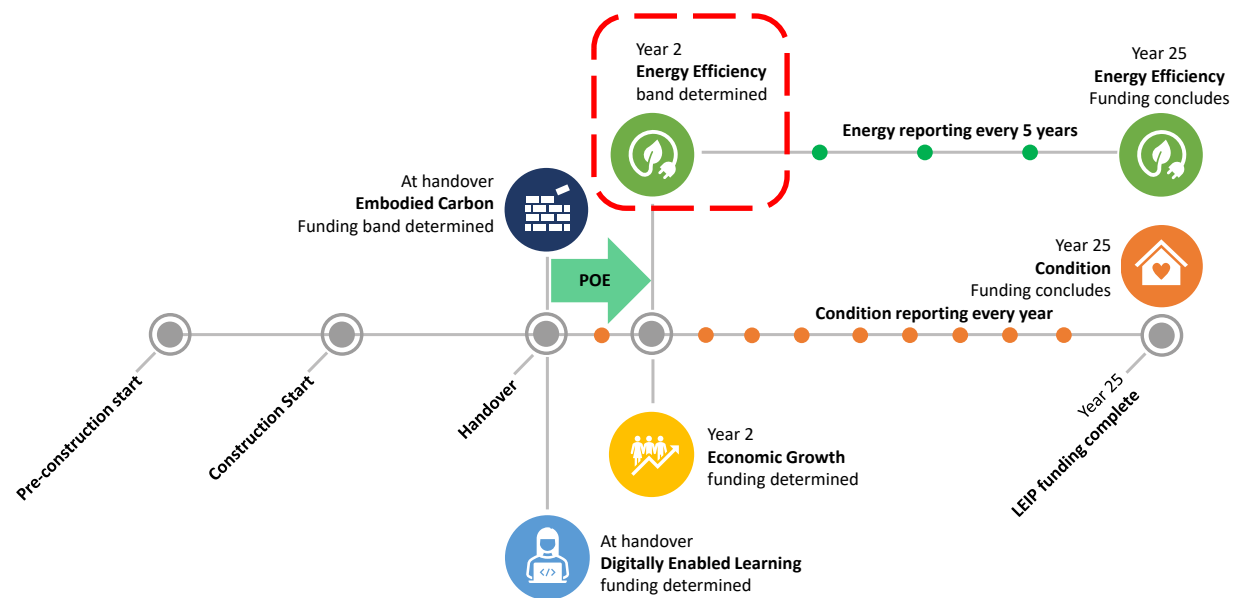 Year 2
Energy Efficiency
band determined
Year 25
Energy Efficiency
Funding concludes
Energy reporting every 5 years
At handover
Embodied Carbon
Funding band determined
POE
Year 25
Condition
Funding concludes
Condition reporting every year
Pre-construction start
Construction Start
Handover
Year 25
LEIP funding complete
Year 2
Economic Growth
funding determined
At handover
Digitally Enabled Learning
funding determined